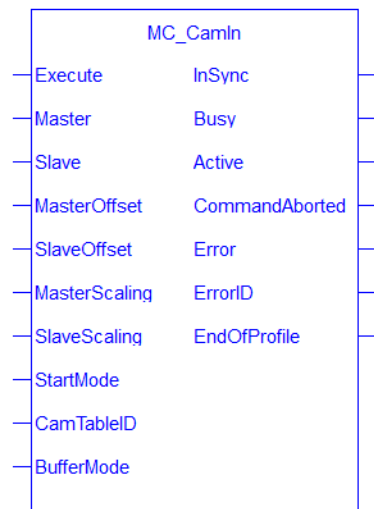 MC_CamIn
Execute InSync
Master Busy
Slave Active
MasterOffset CommandAborted
SlaveOffset Error
MasterScaling ErrorID
SlaveScaling EndOfProfile
StartMode
CamTableID
BufferMode